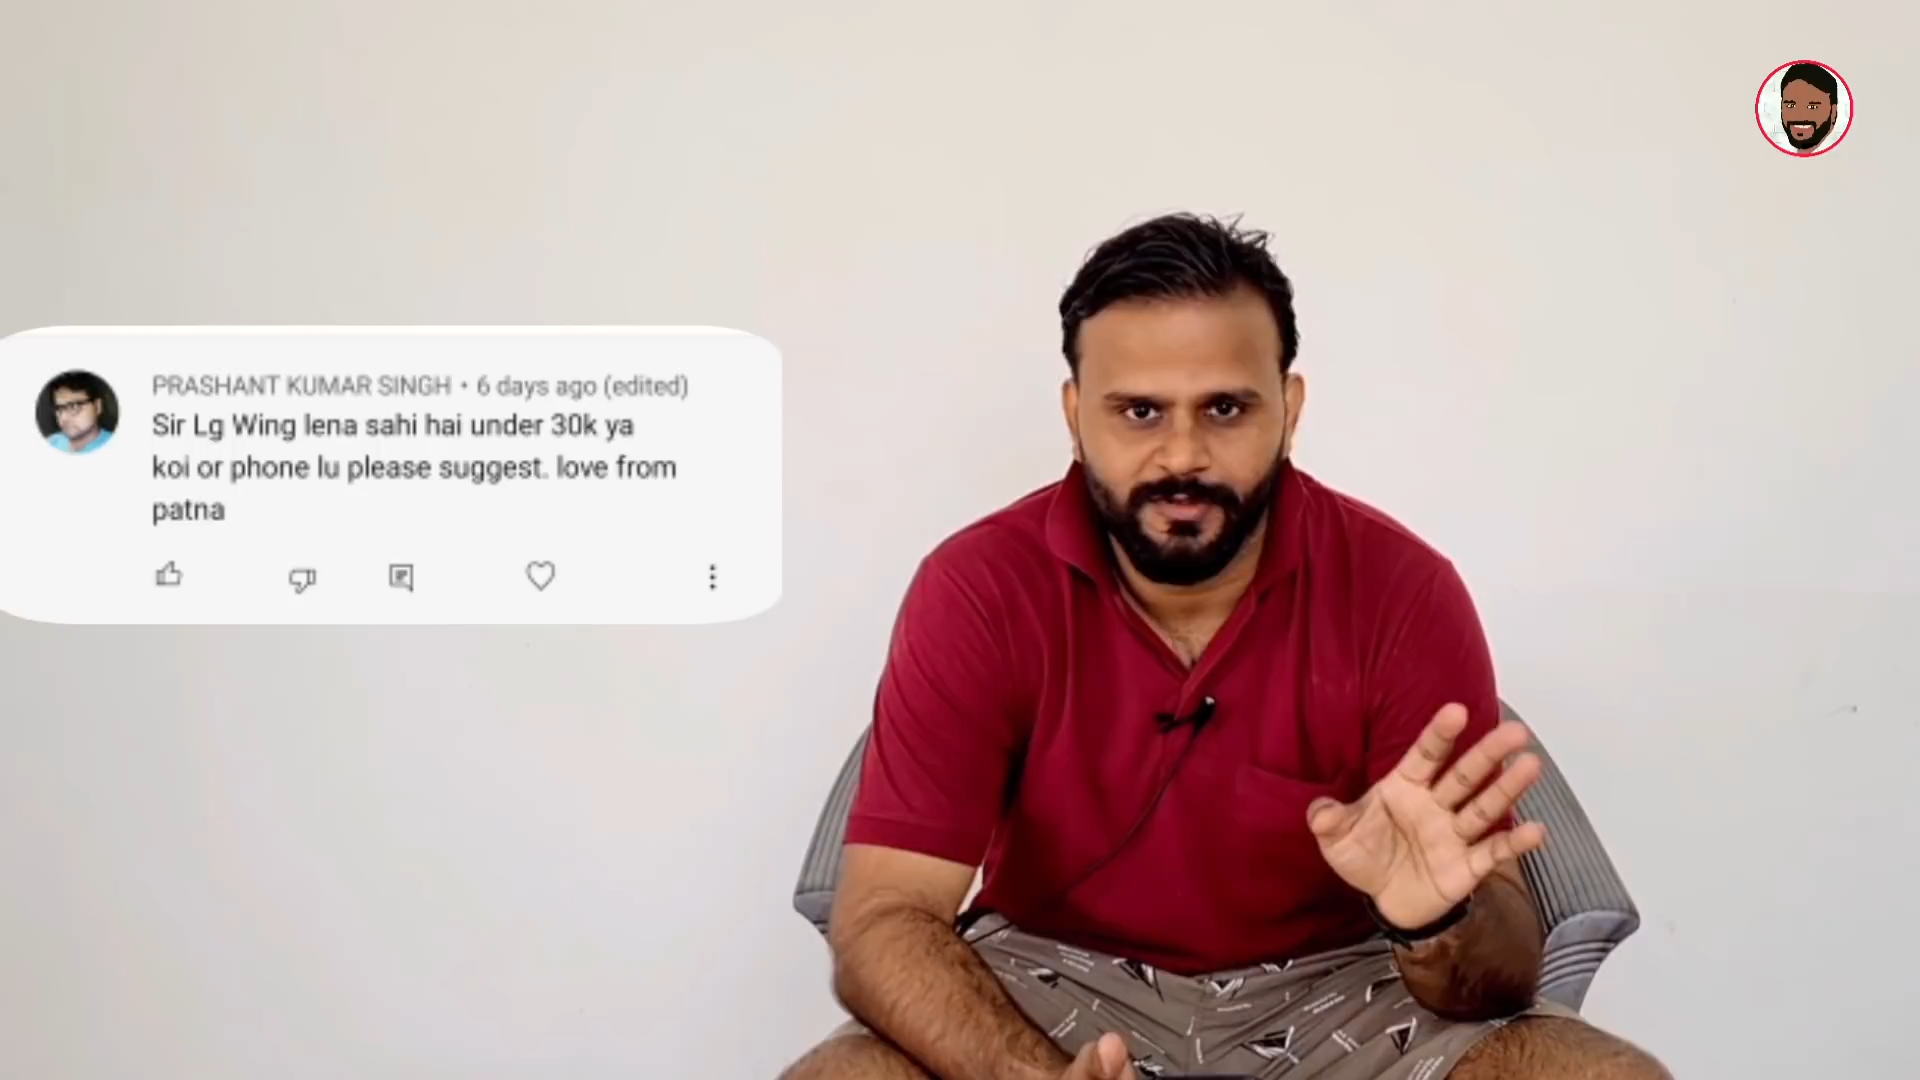 PRASHANT KUMAR SINGH • 6 days ago (edited)
Sir Lg Wing lena sahi hai under 30k ya
koi or phone lu please suggest. love from
patna